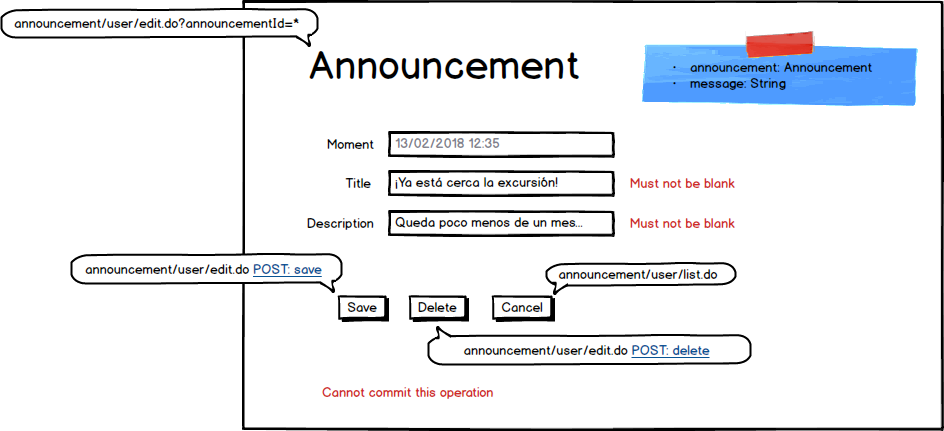 announcement/user/edit.do?announcementId=*
Announcement
· announcement: Announcement
· message: String
Moment 13/02/2018 12:35
Title ¡Ya está cerca la excursión! Must not be blank
Description Queda poco menos de un mes... Must not be blank
announcement/user/edit.do POST: save
announcement/user/list.do
Save Delete Cancel
announcement/user/edit.do POST: delete
Cannot commit this operation